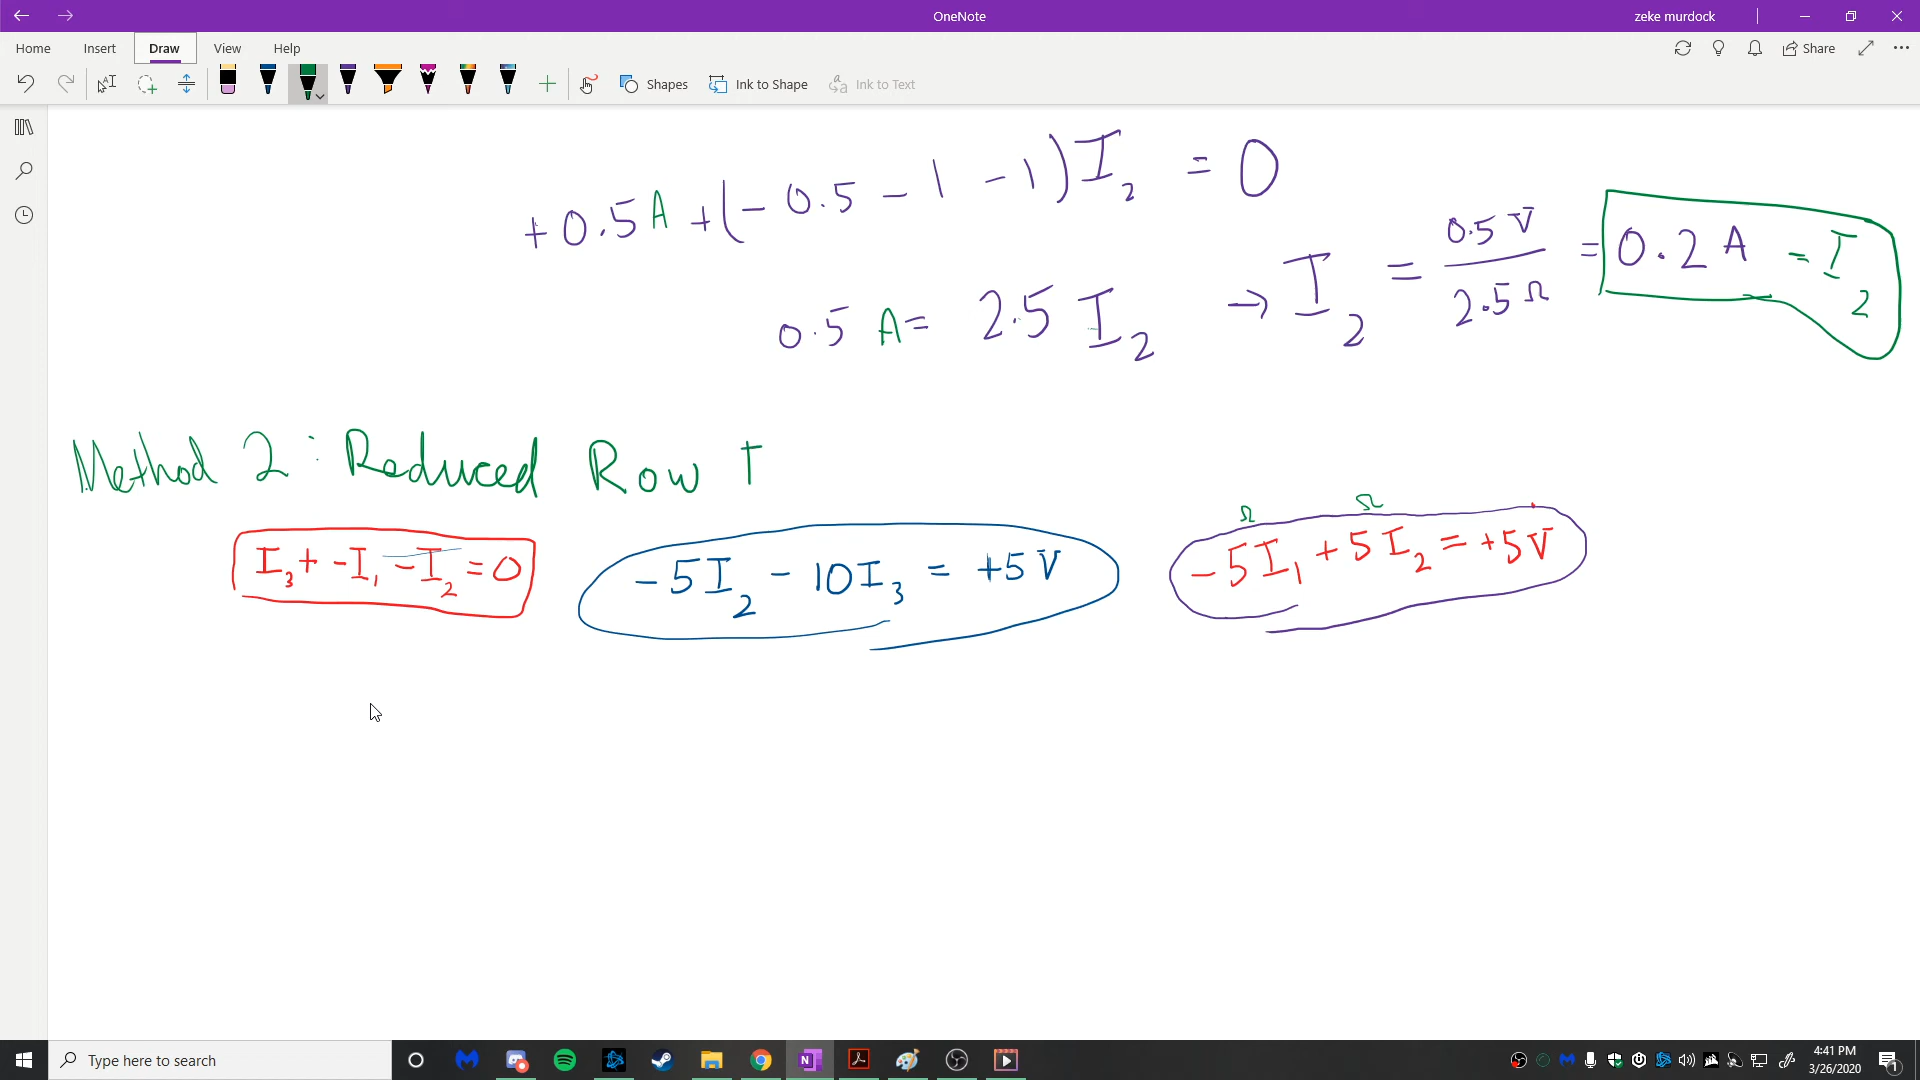 OneNote
zeke murdock
Home Insert Draw View Help
Share
Shapes Ink to Shape Ink to Text
+0.5A + (-0.5 - 1 - 1) I₂ = 0
0.5 A = 2.5 I₂ → I₂ = 0.5 V / 2.5 Ω = 0.2 A = I₂
Method 2 : Reduced Row T
I₃ + -I₁ - I₂ = 0
-5I₂ - 10I₃ = +5 V
Ω Ω
-5I₁ + 5I₂ = +5V
Type here to search
4:41 PM
3/26/2020
1